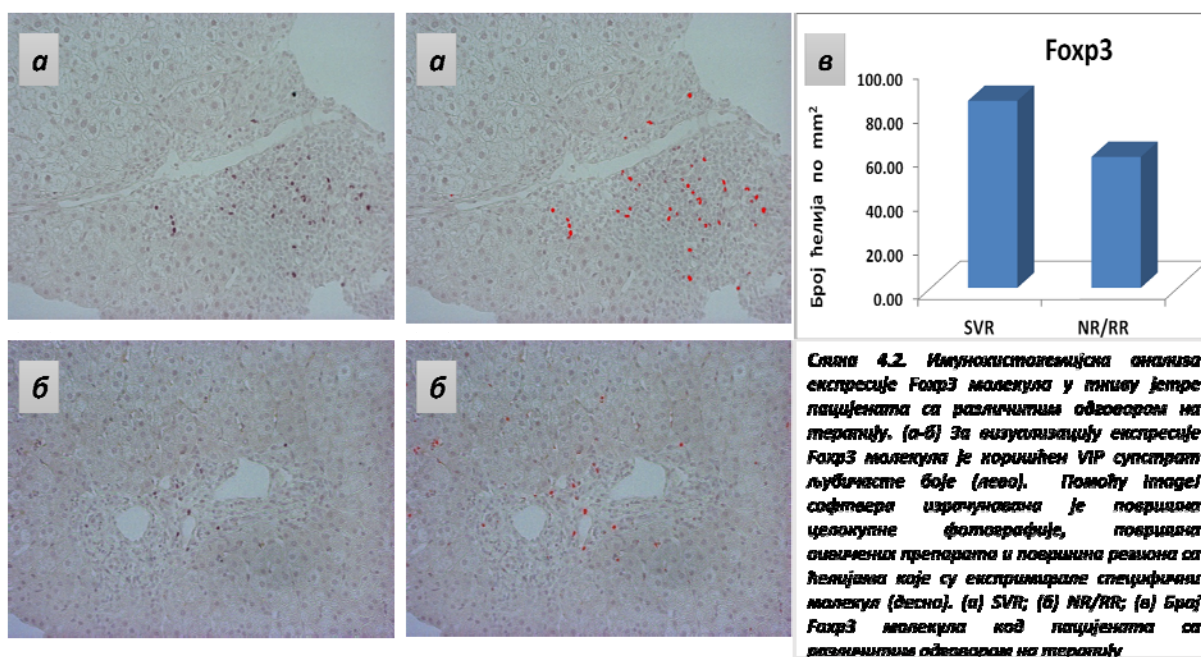 а
а
в
Foxp3
Број ћелија по mm²
100.00
80.00
60.00
40.00
20.00
0.00
SVR
NR/RR
б
б
Слика 4.2. Имунохистохемијска анализа
експресије Foxp3 молекула у ткиву јетре
пацијената са различитим одговором на
терапију. (а-б) За визуализацију експресије
Foxp3 молекула је коришћен VIP супстрат
љубичасте боје (лево). Помоћу ImageJ
софтвера израчунавана је површина
целокупне фотографије, површина
оивичених препарата и површина региона са
ћелијама које су експримирале специфични
молекул (десно). (а) SVR; (б) NR/RR; (в) Број
Foxp3 молекула код пацијената са
различитим одговором на терапију